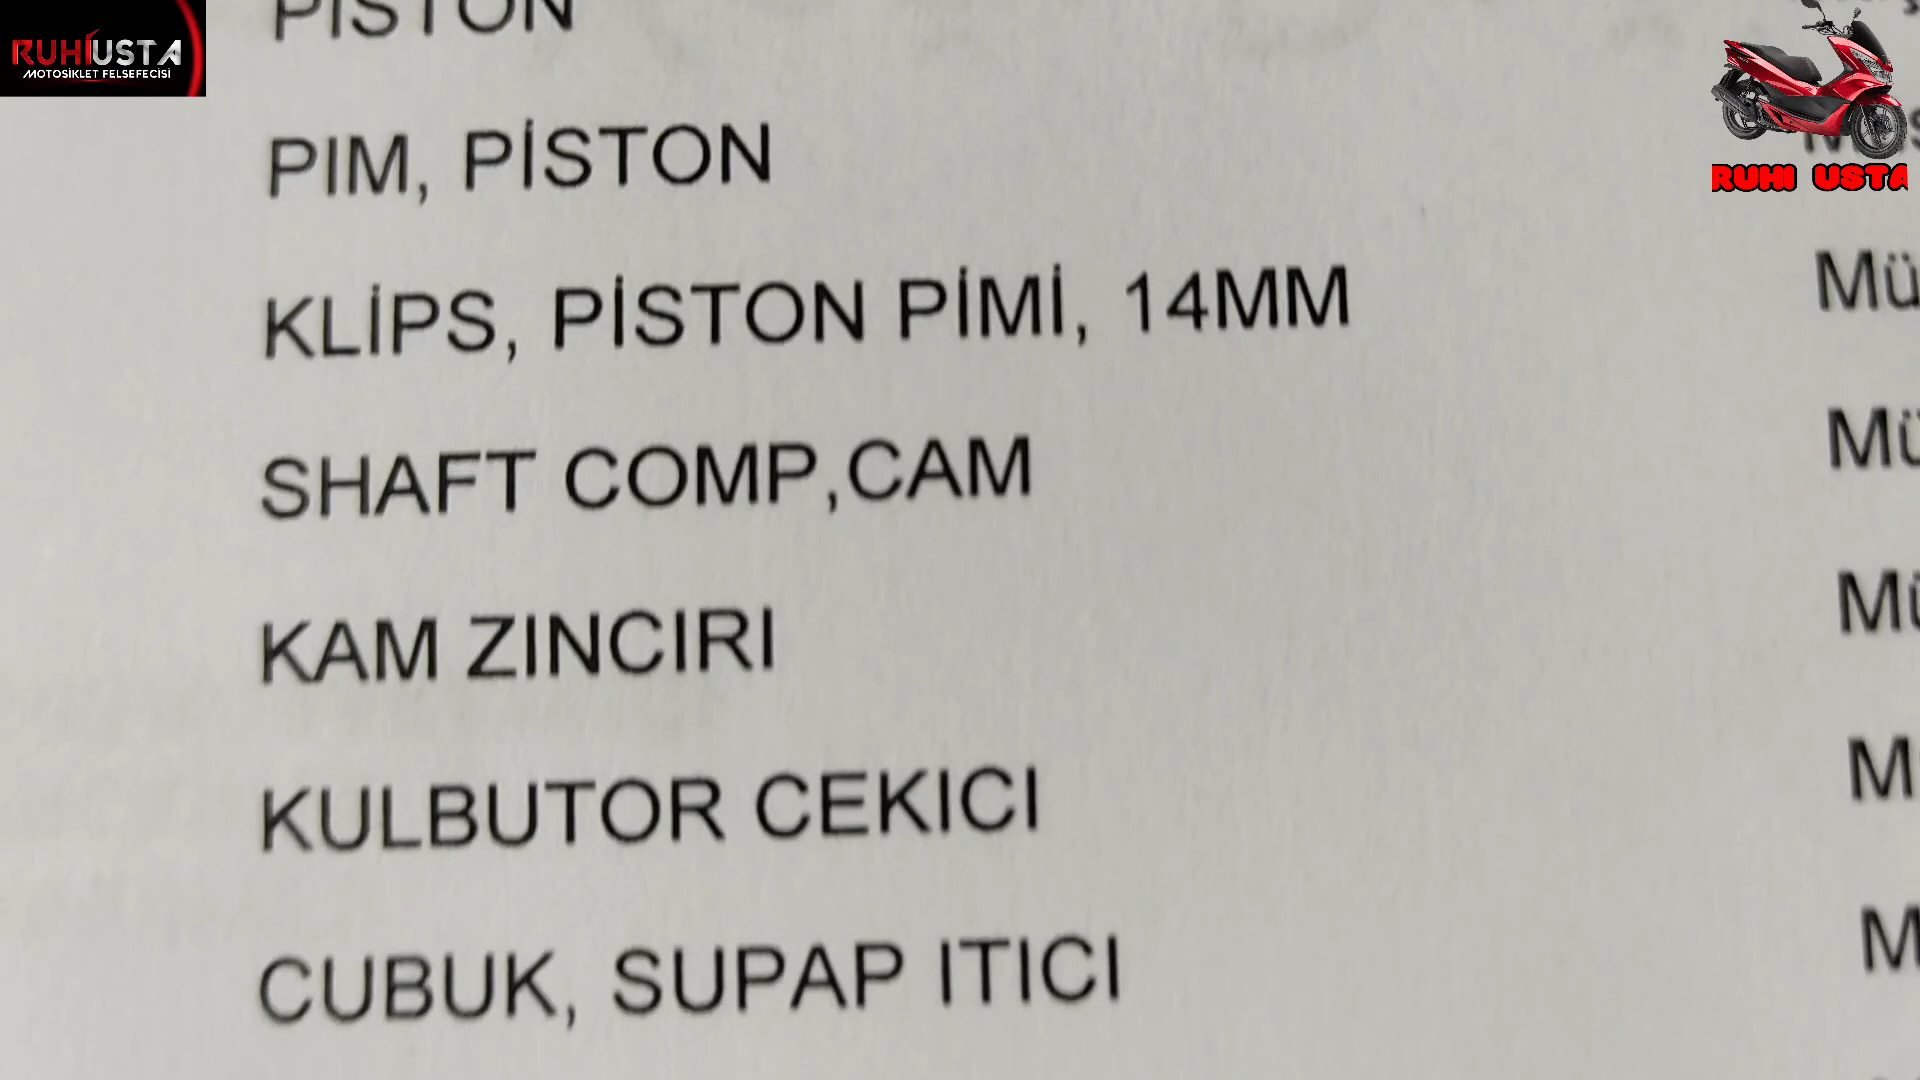 PISTON
RUHİUSTA
MOTOSİKLET FELSEFECİSİ
PIM, PİSTON
RUHI USTA
KLİPS, PİSTON PİMİ, 14MM
SHAFT COMP,CAM
KAM ZINCIRI
KULBUTOR CEKICI
CUBUK, SUPAP ITICI